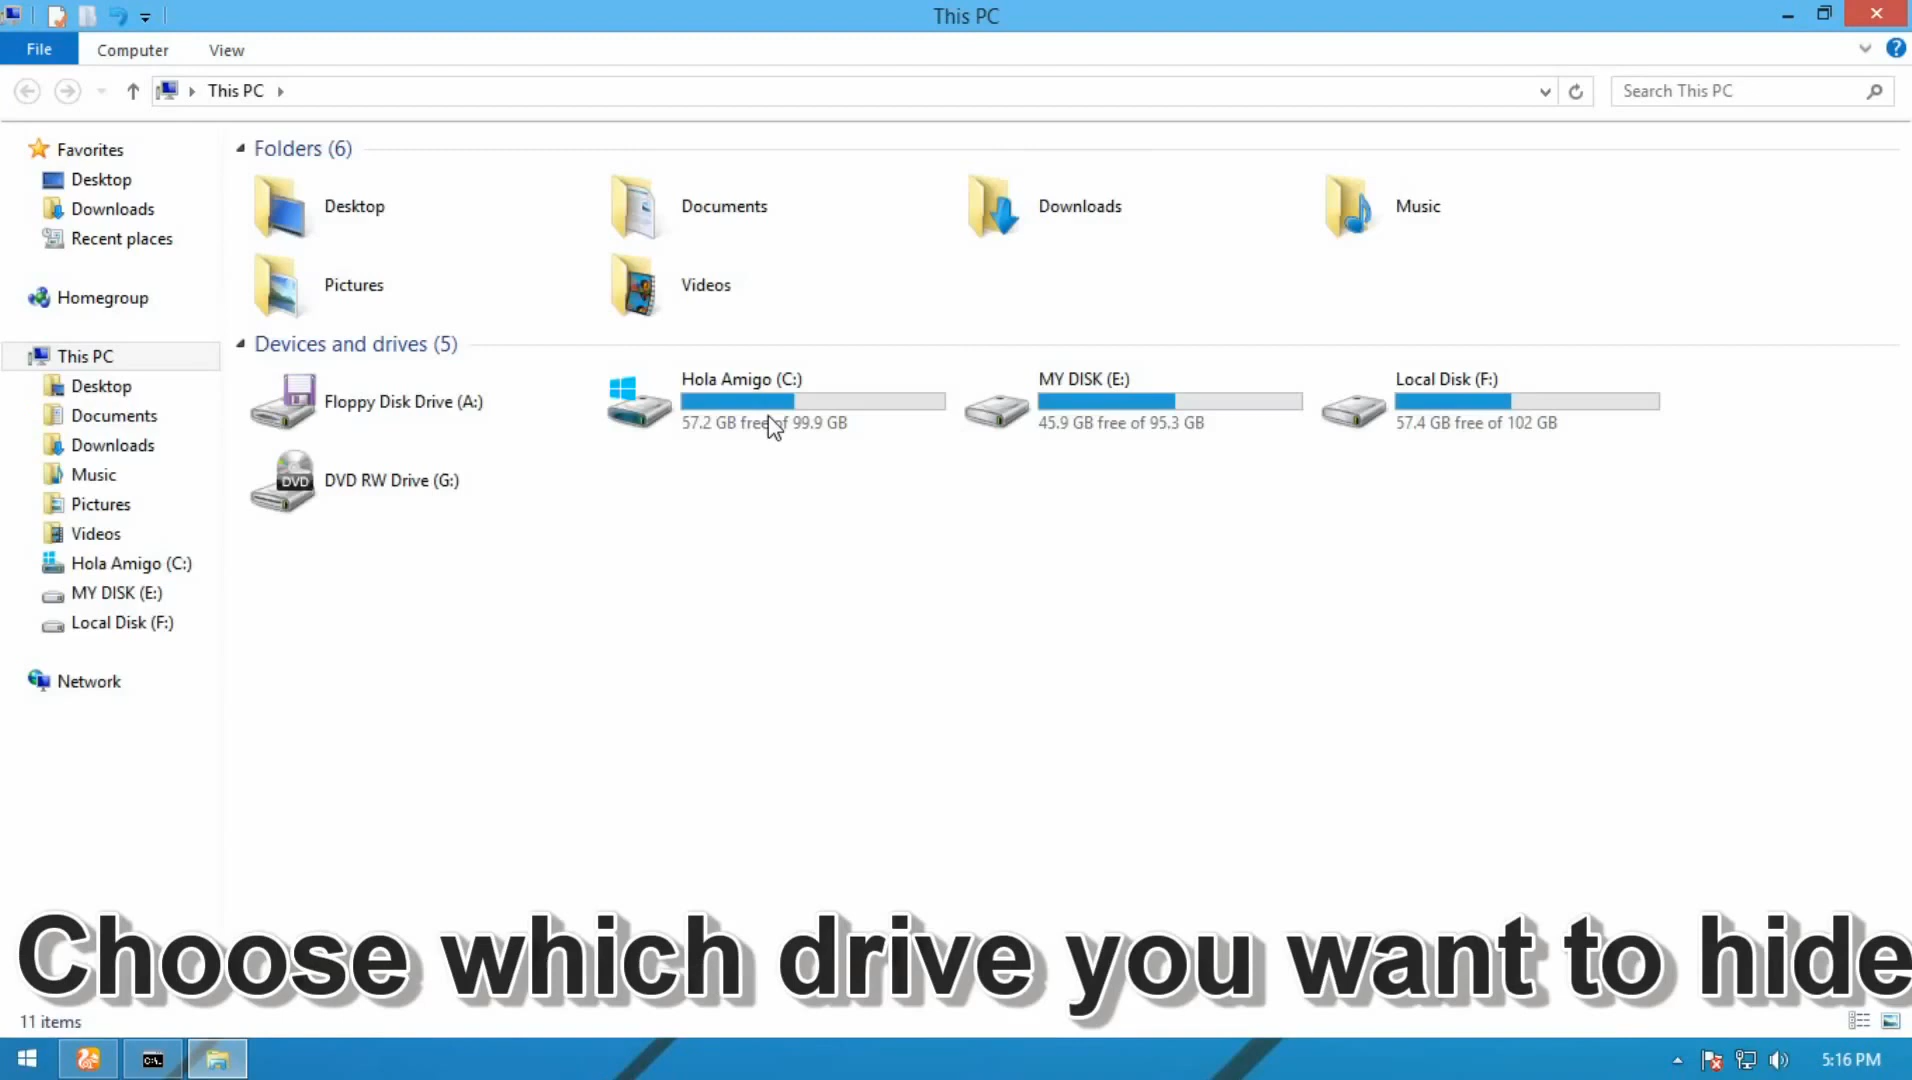 This PC
File
Computer
View
This PC
Search This PC
Favorites
Desktop
Downloads
Recent places
Homegroup
This PC
Desktop
Documents
Downloads
Music
Pictures
Videos
Hola Amigo (C:)
MY DISK (E:)
Local Disk (F:)
Network
Folders (6)
Desktop
Documents
Downloads
Music
Pictures
Videos
Devices and drives (5)
Floppy Disk Drive (A:)
Hola Amigo (C:)
57.2 GB free of 99.9 GB
MY DISK (E:)
45.9 GB free of 95.3 GB
Local Disk (F:)
57.4 GB free of 102 GB
DVD
DVD RW Drive (G:)
Choose which drive you want to hide
11 items
5:16 PM